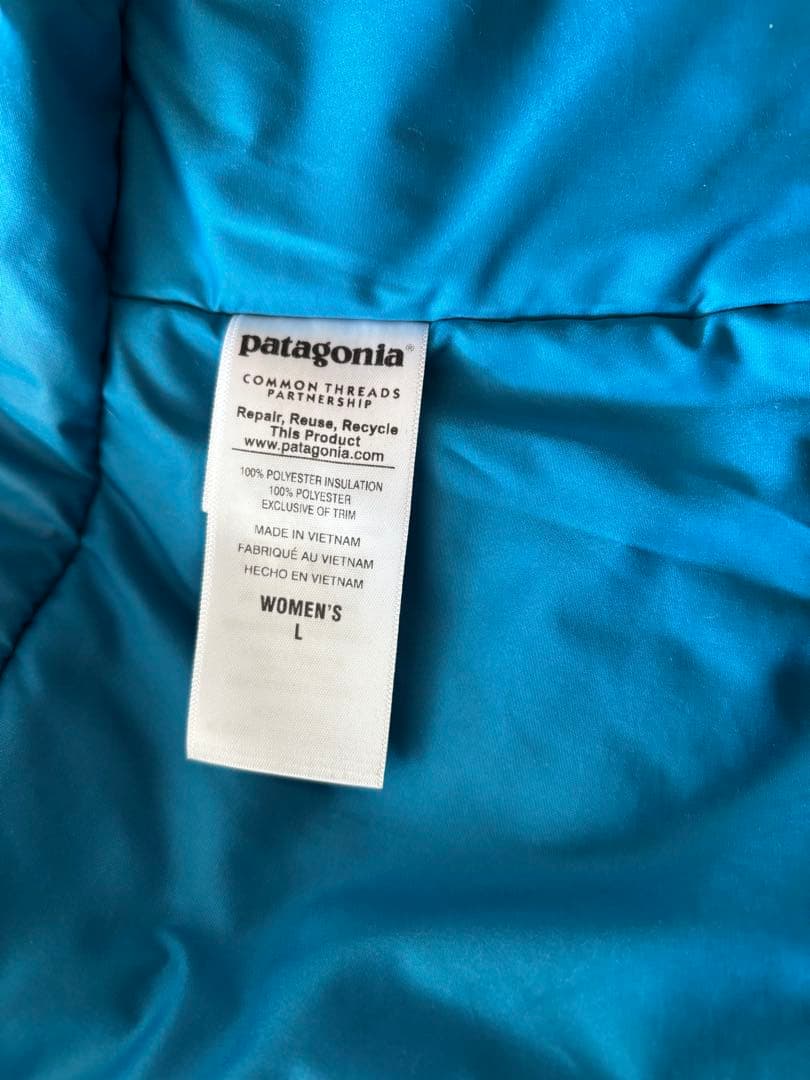 patagonia®
COMMON THREADS
PARTNERSHIP
Repair, Reuse, Recycle
This Product
www.patagonia.com
100% POLYESTER INSULATION
100% POLYESTER
EXCLUSIVE OF TRIM
MADE IN VIETNAM
FABRIQUÉ AU VIETNAM
HECHO EN VIETNAM
WOMEN'S
L